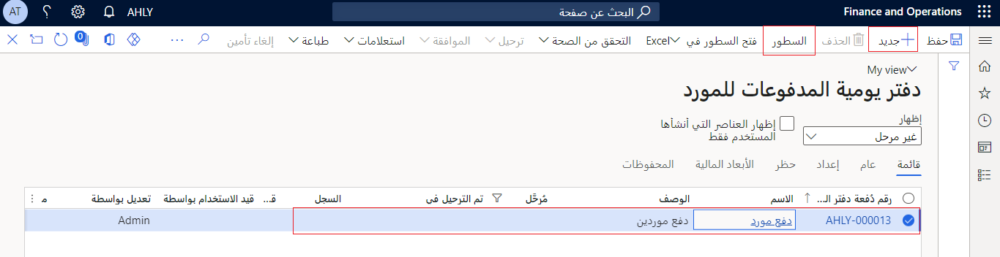 Finance and Operations
البحث عن صفحة
AHLY
AT
حفظ
جديد
الحذف
السطور
فتح السطور في Excel
التحقق من الصحة
ترحيل
الموافقة
استعلامات
طباعة
إلغاء تأمين
0
My view
دفتر يومية المدفوعات للمورد
إظهار
غير مرحل
إظهار العناصر التي أنشأها
المستخدم فقط
قائمة
عام
إعداد
حظر
الأبعاد المالية
المحفوظات
رقم دُفعة دفتر الـ...
الاسم
الوصف
مُرحَّل
تم الترحيل في
السجل
قـ...
قيد الاستخدام بواسطة
تعديل بواسطة
مـ
AHLY-000013
دفع مورد
دفع موردين
Admin